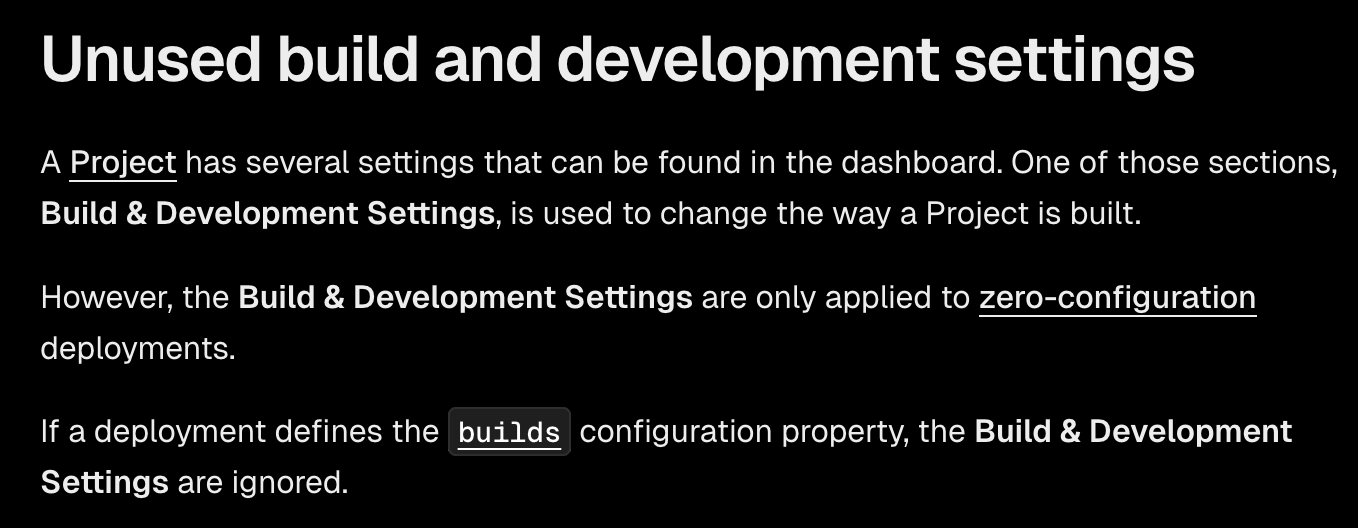 Unused build and development settings
A Project has several settings that can be found in the dashboard. One of those sections,
Build & Development Settings, is used to change the way a Project is built.
However, the Build & Development Settings are only applied to zero-configuration
deployments.
If a deployment defines the builds configuration property, the Build & Development
Settings are ignored.